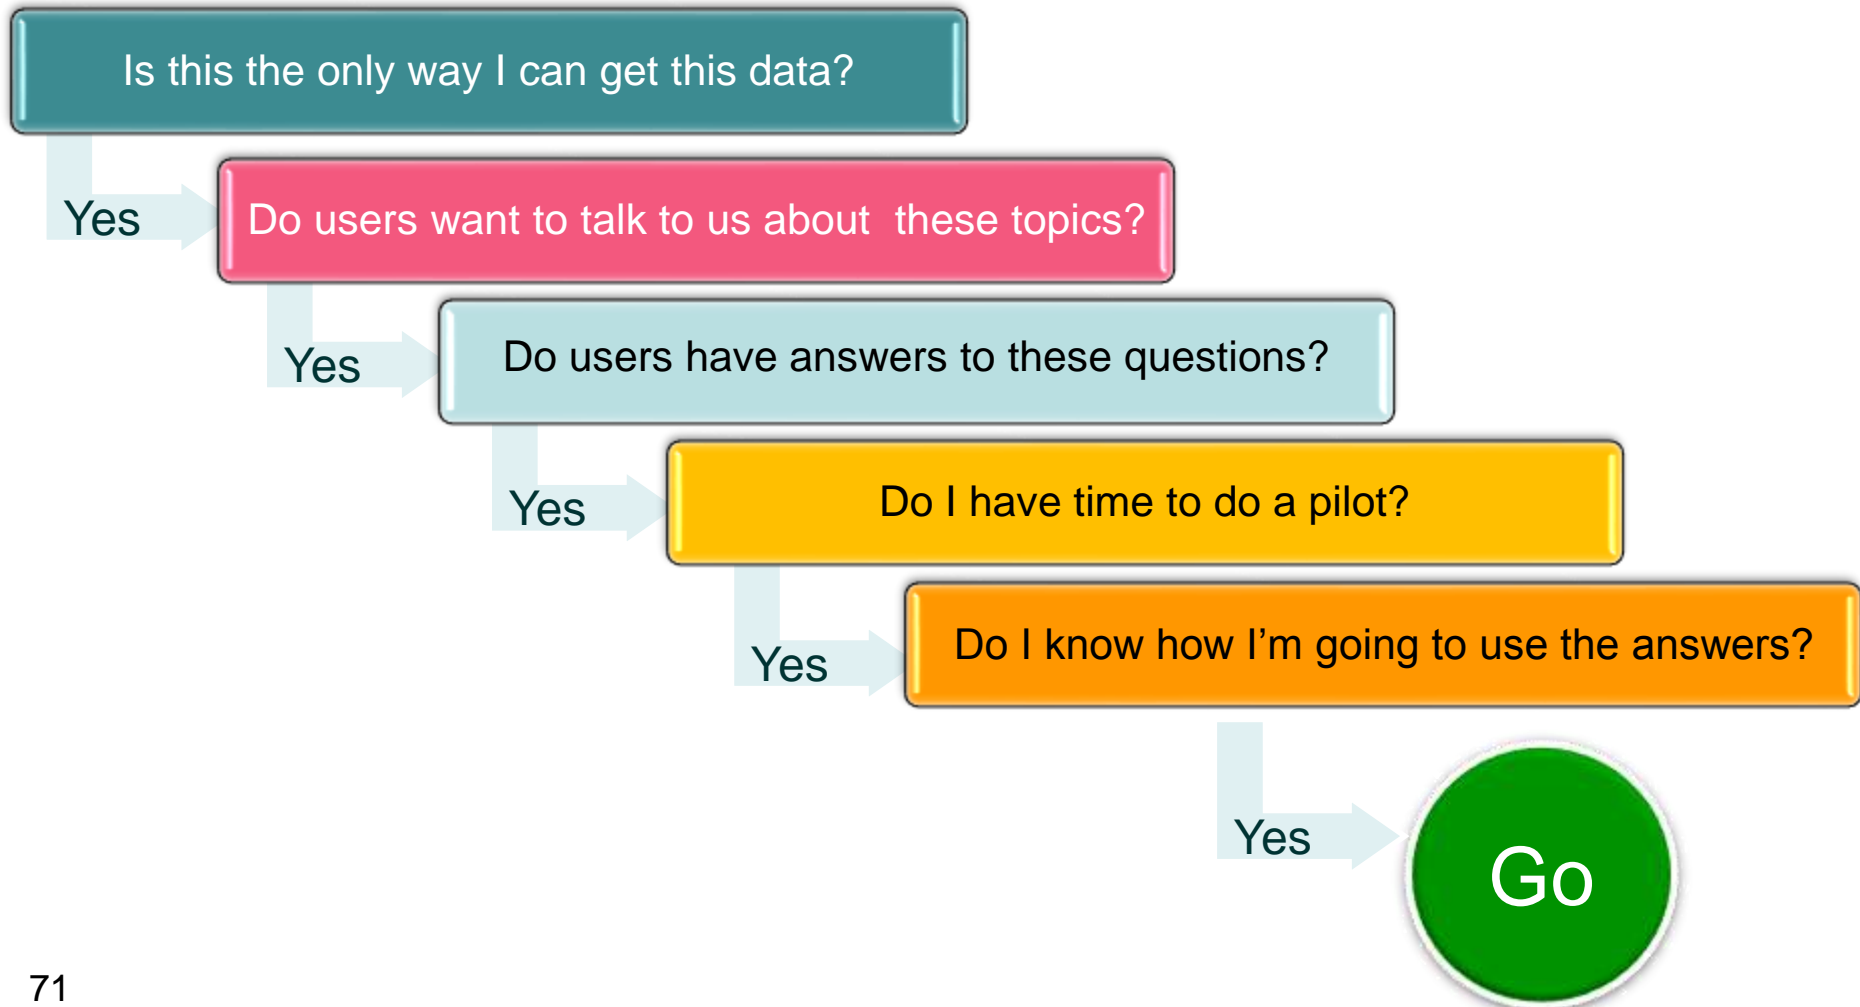 Is this the only way I can get this data?
Yes
Do users want to talk to us about  these topics?
Yes
Do users have answers to these questions?
Yes
Do I have time to do a pilot?
Yes
Do I know how I’m going to use the answers?
Yes
Go
71